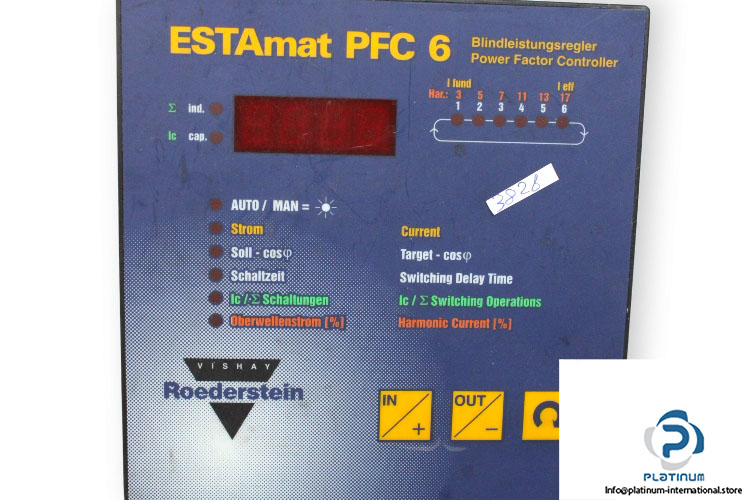 ESTAmat PFC 6
Blindleistungsregler
Power Factor Controller
I fund
I eff
Har.: 3 5 7 11 13 17
1 2 3 4 5 6
Σ ind.
Ic cap.
3828
AUTO / MAN =
Strom
Current
Soll - cosφ
Target - cosφ
Schaltzeit
Switching Delay Time
Ic / Σ Schaltungen
Ic / Σ Switching Operations
Oberwellenstrom [%]
Harmonic Current [%]
VISHAY
Roederstein
IN
+
OUT
−
PLATINUM
Info@platinum-international.store